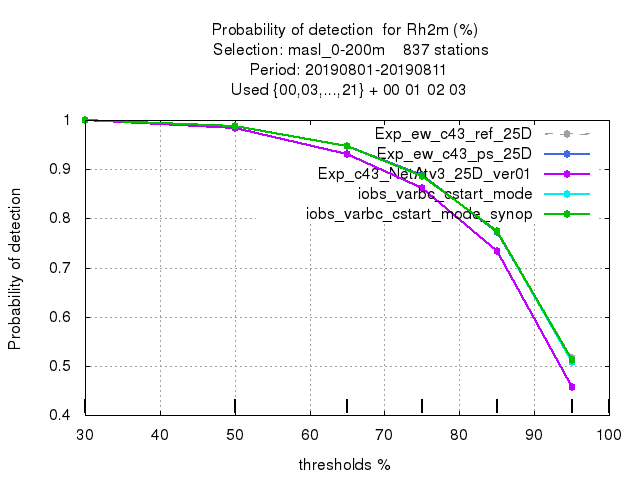 Probability of detection  for Rh2m (%)
Selection: masl_0-200m    837 stations
Period: 20190801-20190811
Used {00,03,...,21} + 00 01 02 03
Exp_ew_c43_ref_25D
Exp_ew_c43_ps_25D
Exp_c43_NetAtv3_25D_ver01
iobs_varbc_cstart_mode
iobs_varbc_cstart_mode_synop
Probability of detection
1
0.9
0.8
0.7
0.6
0.5
0.4
30 40 50 60 70 80 90 100
thresholds %